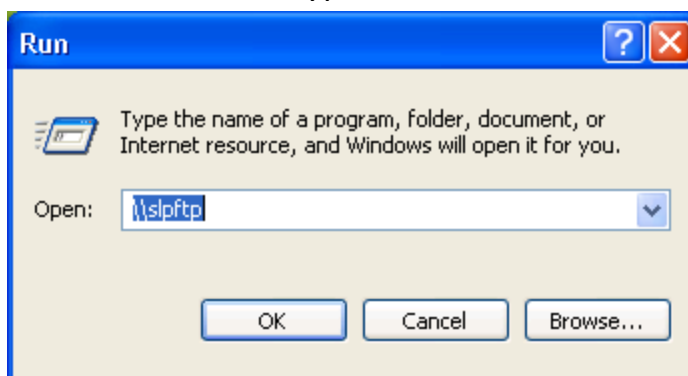 Run
Type the name of a program, folder, document, or
Internet resource, and Windows will open it for you.
Open: \\slpftp
OK Cancel Browse...